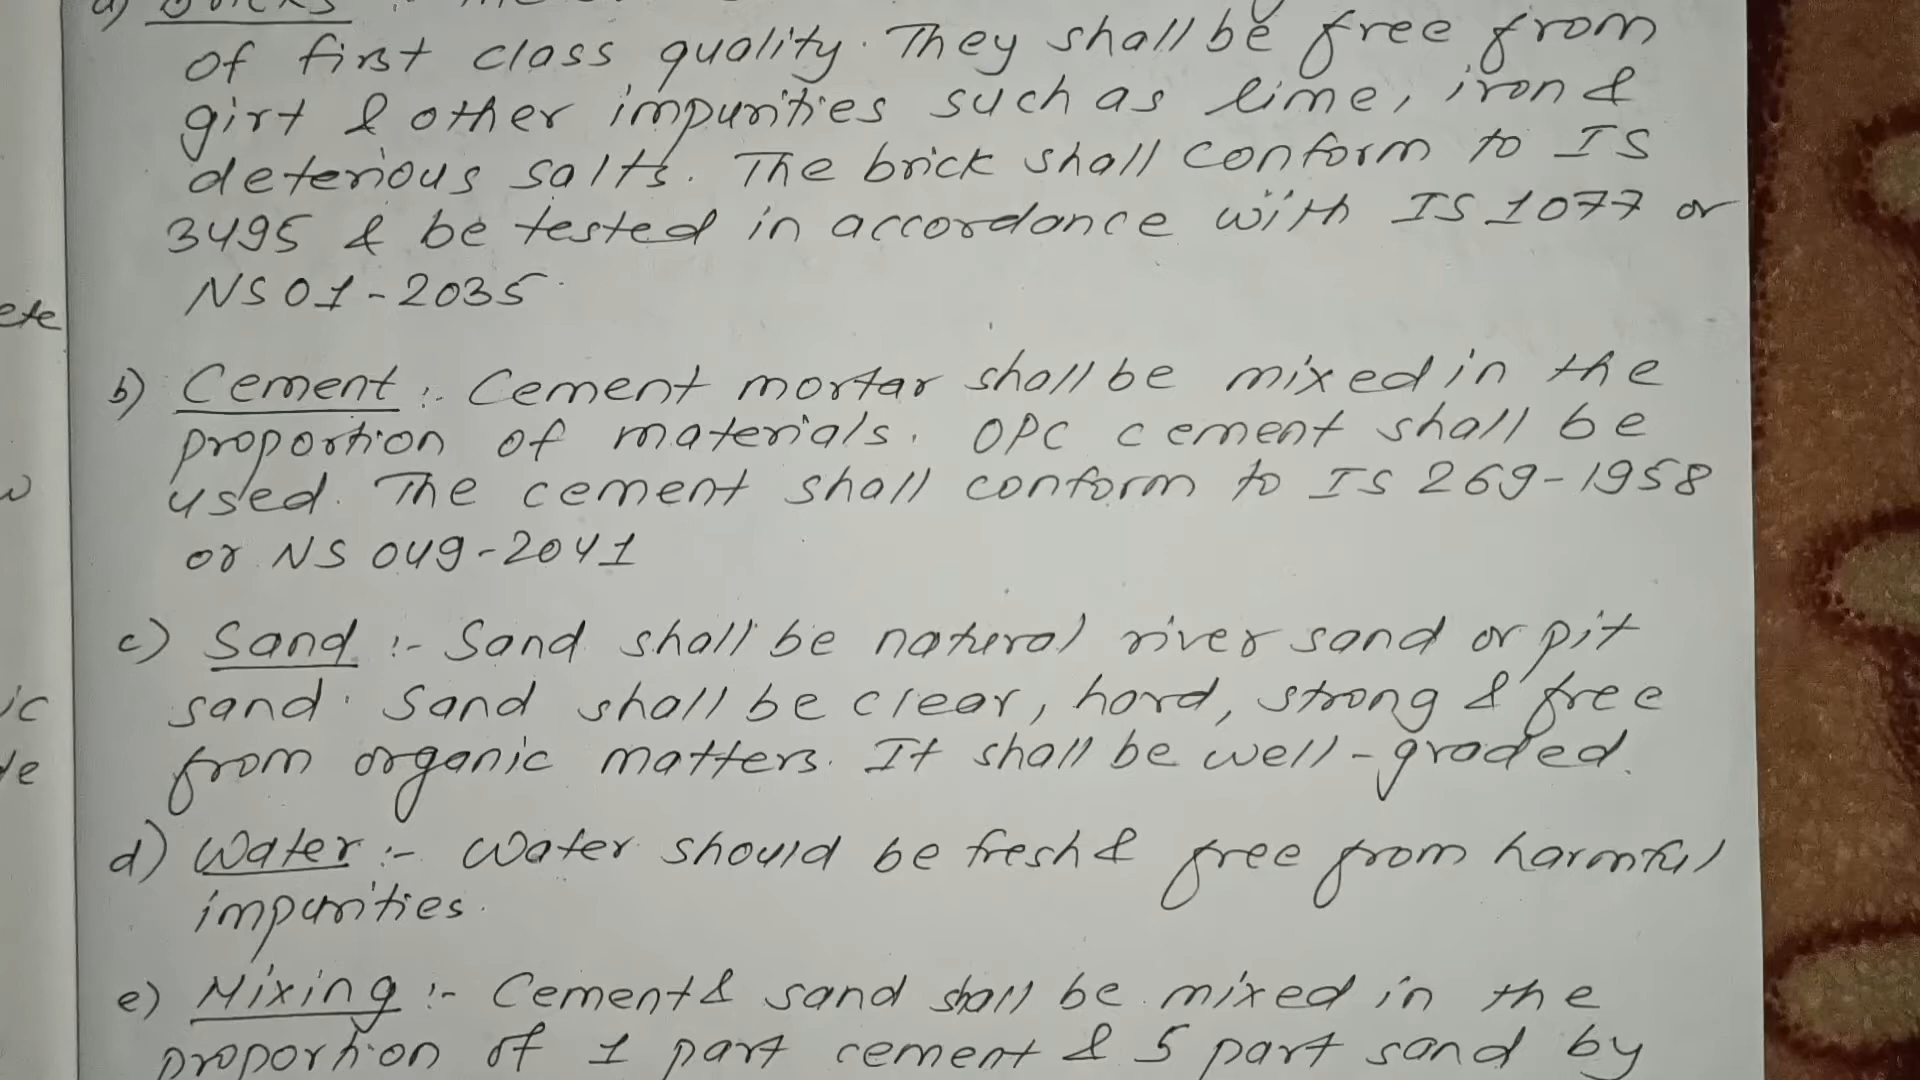 a) Bricks :-
of first class quality. They shall be free from
girt & other impurities such as lime, iron &
deterious salts. The brick shall conform to IS
3495 & be tested in accordance with IS 1077 or
NS 01-2035.
ete
b) Cement :- Cement mortar shall be mixed in the
proportion of materials. OPC cement shall be
used. The cement shall conform to IS 269-1958
or NS 049-2041
w
c) Sand :- Sand shall be natural river sand or pit
sand. Sand shall be clear, hard, strong & free
ic
from organic matters. It shall be well-graded.
de
d) Water :- Water should be fresh & free from harmful
impurities.
e) Mixing :- Cement & sand shall be mixed in the
proportion of 1 part cement & 5 part sand by